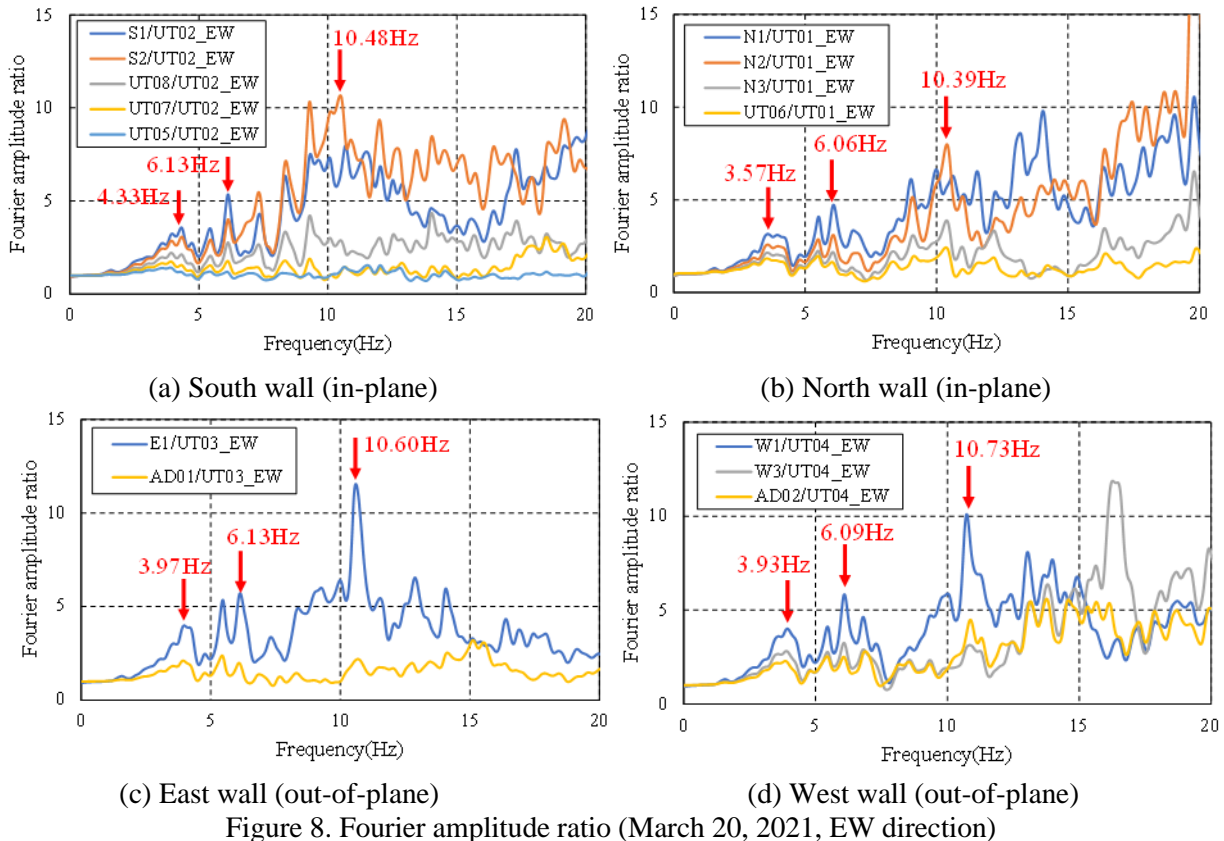 15
10
5
0
Fourier amplitude ratio
S1/UT02_EW
S2/UT02_EW
UT08/UT02_EW
UT07/UT02_EW
UT05/UT02_EW
10.48Hz
6.13Hz
4.33Hz
0 5 10 15 20
Frequency(Hz)
(a) South wall (in-plane)
15
10
5
0
Fourier amplitude ratio
N1/UT01_EW
N2/UT01_EW
N3/UT01_EW
UT06/UT01_EW
10.39Hz
6.06Hz
3.57Hz
0 5 10 15 20
Frequency(Hz)
(b) North wall (in-plane)
15
10
5
0
Fourier amplitude ratio
E1/UT03_EW
AD01/UT03_EW
10.60Hz
6.13Hz
3.97Hz
0 5 10 15 20
Frequency(Hz)
(c) East wall (out-of-plane)
15
10
5
0
Fourier amplitude ratio
W1/UT04_EW
W3/UT04_EW
AD02/UT04_EW
10.73Hz
6.09Hz
3.93Hz
0 5 10 15 20
Frequency(Hz)
(d) West wall (out-of-plane)
Figure 8. Fourier amplitude ratio (March 20, 2021, EW direction)